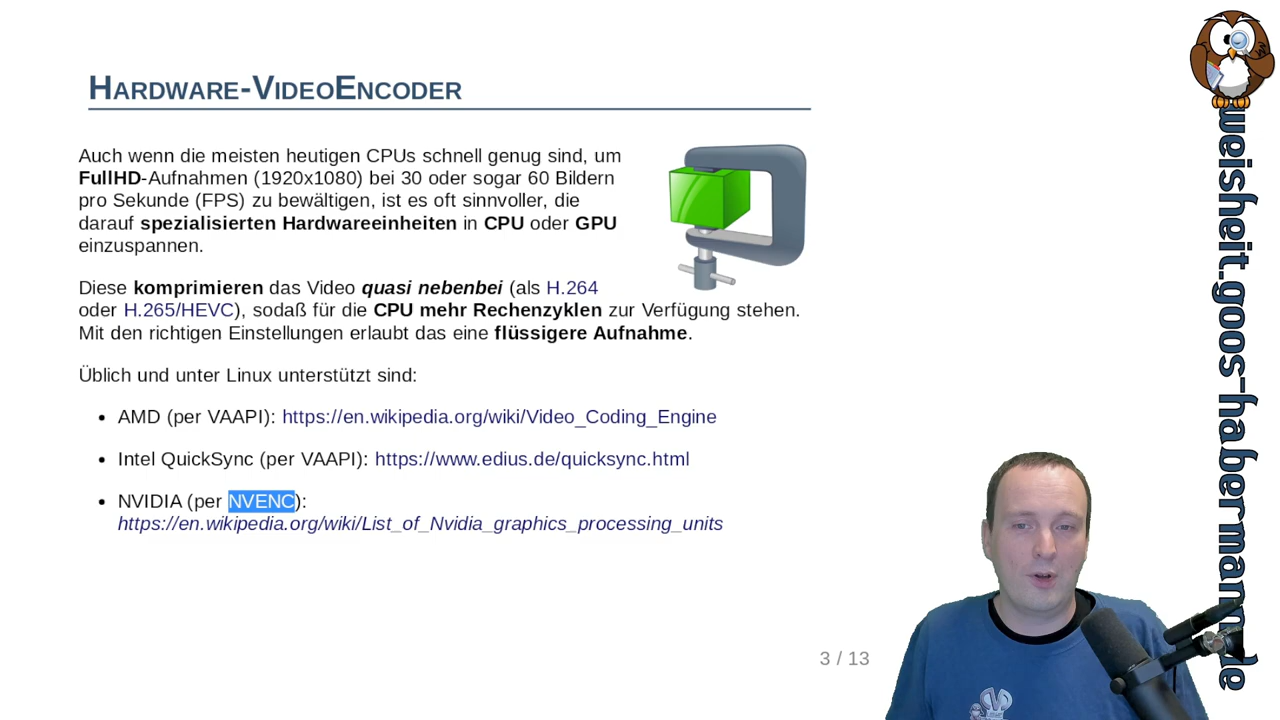 HARDWARE-VIDEOENCODER
Auch wenn die meisten heutigen CPUs schnell genug sind, um
FullHD-Aufnahmen (1920x1080) bei 30 oder sogar 60 Bildern
pro Sekunde (FPS) zu bewältigen, ist es oft sinnvoller, die
darauf spezialisierten Hardwareeinheiten in CPU oder GPU
einzuspannen.
Diese komprimieren das Video quasi nebenbei (als H.264
oder H.265/HEVC), sodaß für die CPU mehr Rechenzyklen zur Verfügung stehen.
Mit den richtigen Einstellungen erlaubt das eine flüssigere Aufnahme.
Üblich und unter Linux unterstützt sind:
• AMD (per VAAPI): https://en.wikipedia.org/wiki/Video_Coding_Engine
• Intel QuickSync (per VAAPI): https://www.edius.de/quicksync.html
• NVIDIA (per NVENC):
https://en.wikipedia.org/wiki/List_of_Nvidia_graphics_processing_units
3 / 13
weisheit.goos-habermann.de